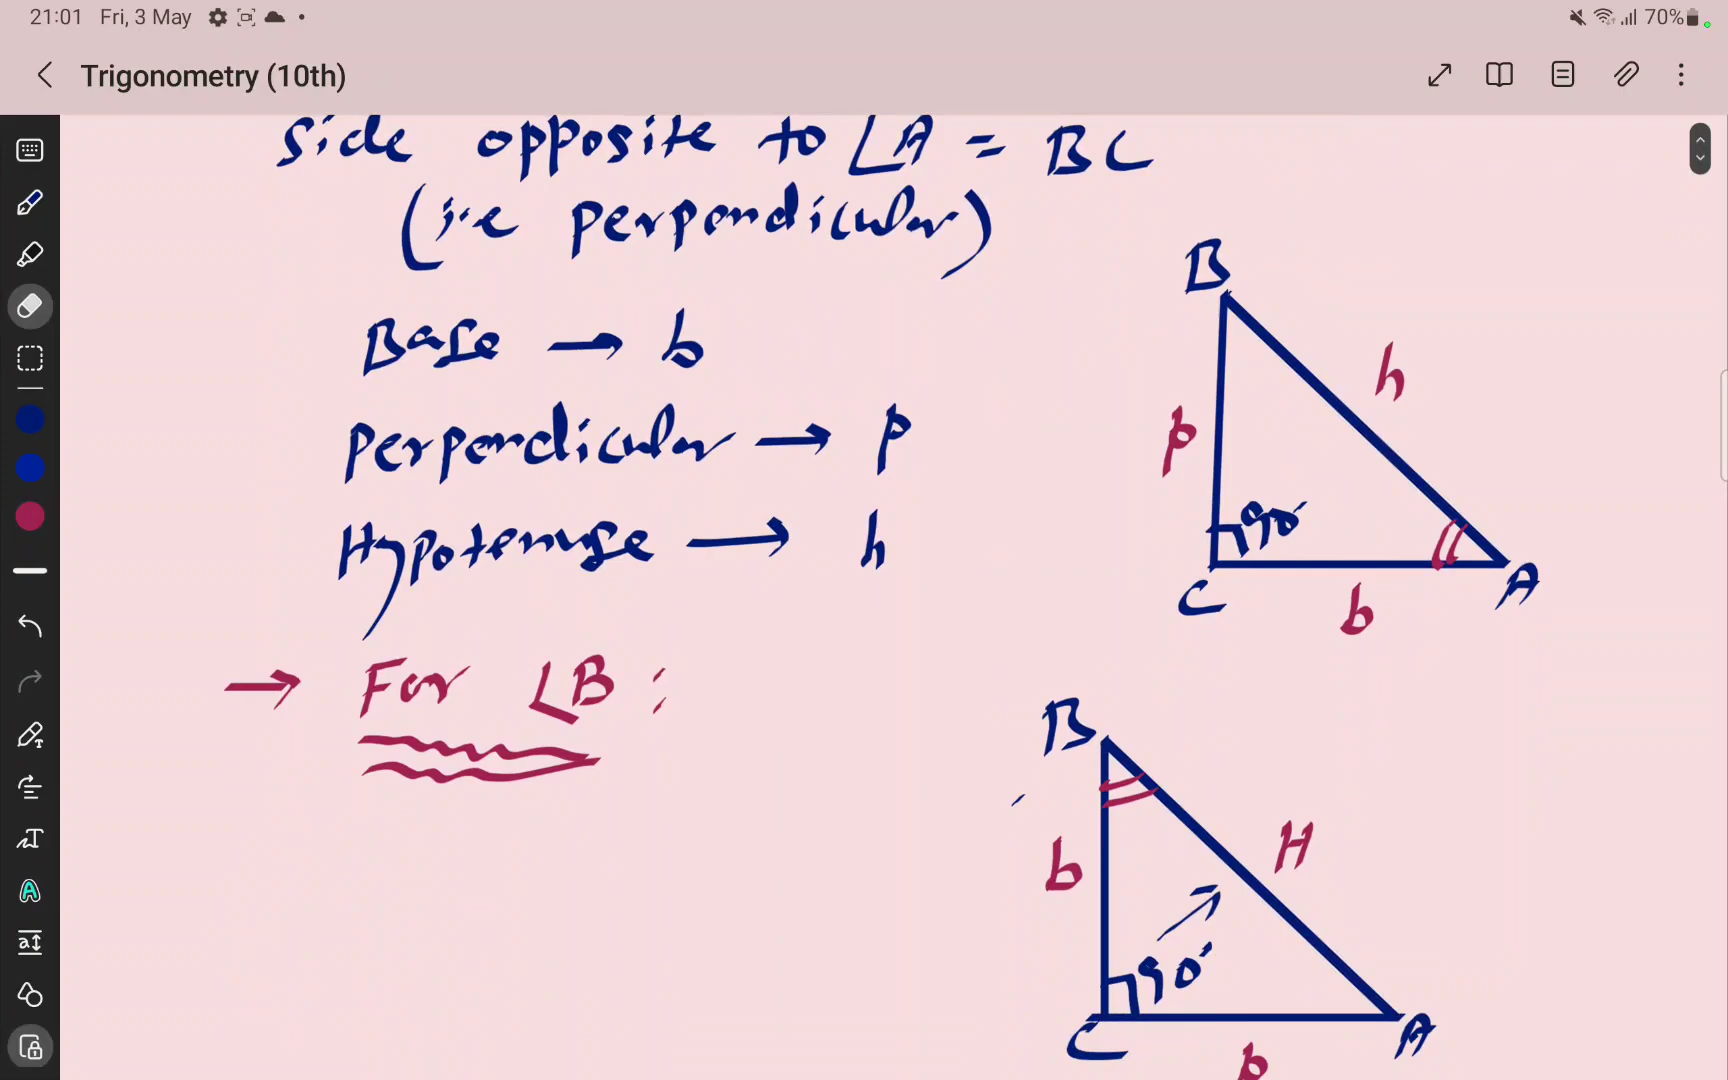 21:01 Fri, 3 May
70%
Trigonometry (10th)
Side opposite to ∠A = BC
(i.e perpendicular)
Base → b
Perpendicular → p
Hypotenuse → h
B
h
p
90°
C
b
A
→ For ∠B :
B
b
H
90°
C
A
p